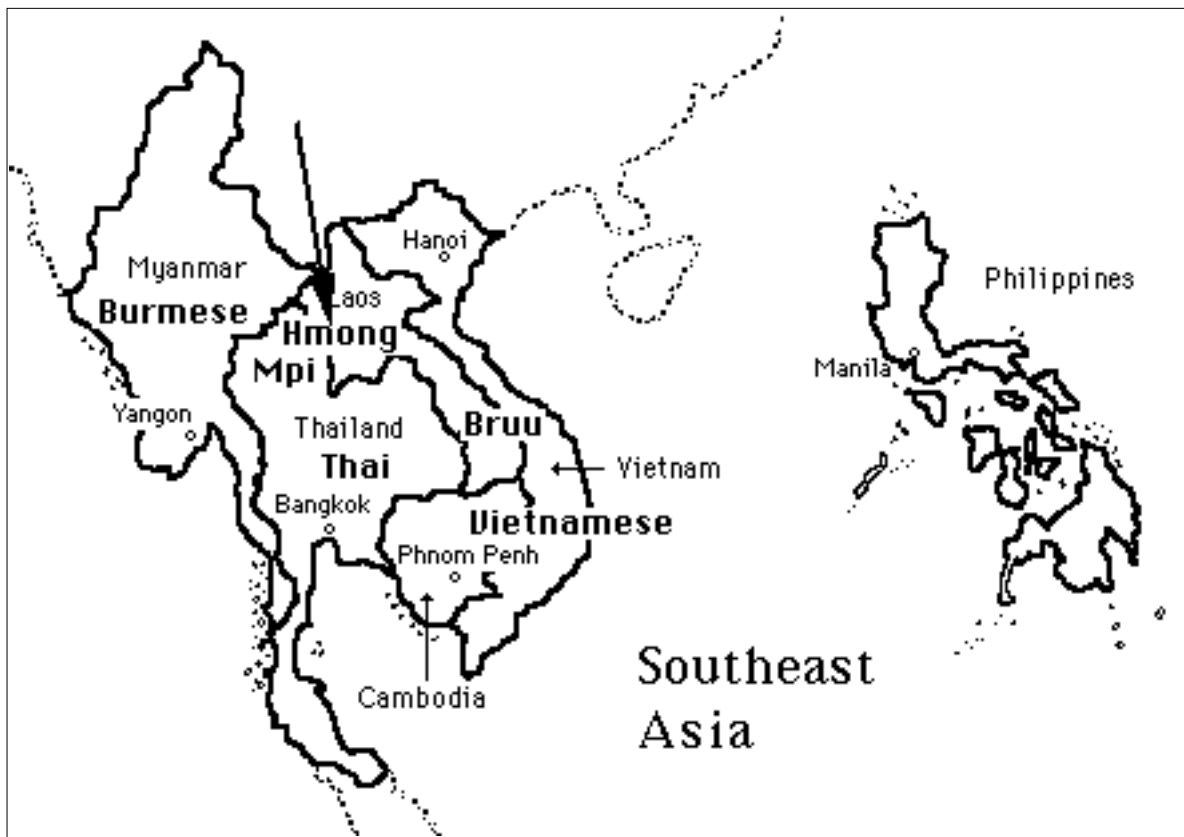 Hanoi
Myanmar
Burmese
Laos
Hmong
Mpi
Philippines
Manila
Yangon
Thailand
Thai
Bruu
Vietnam
Bangkok
Vietnamese
Phnom Penh
Cambodia
Southeast
Asia